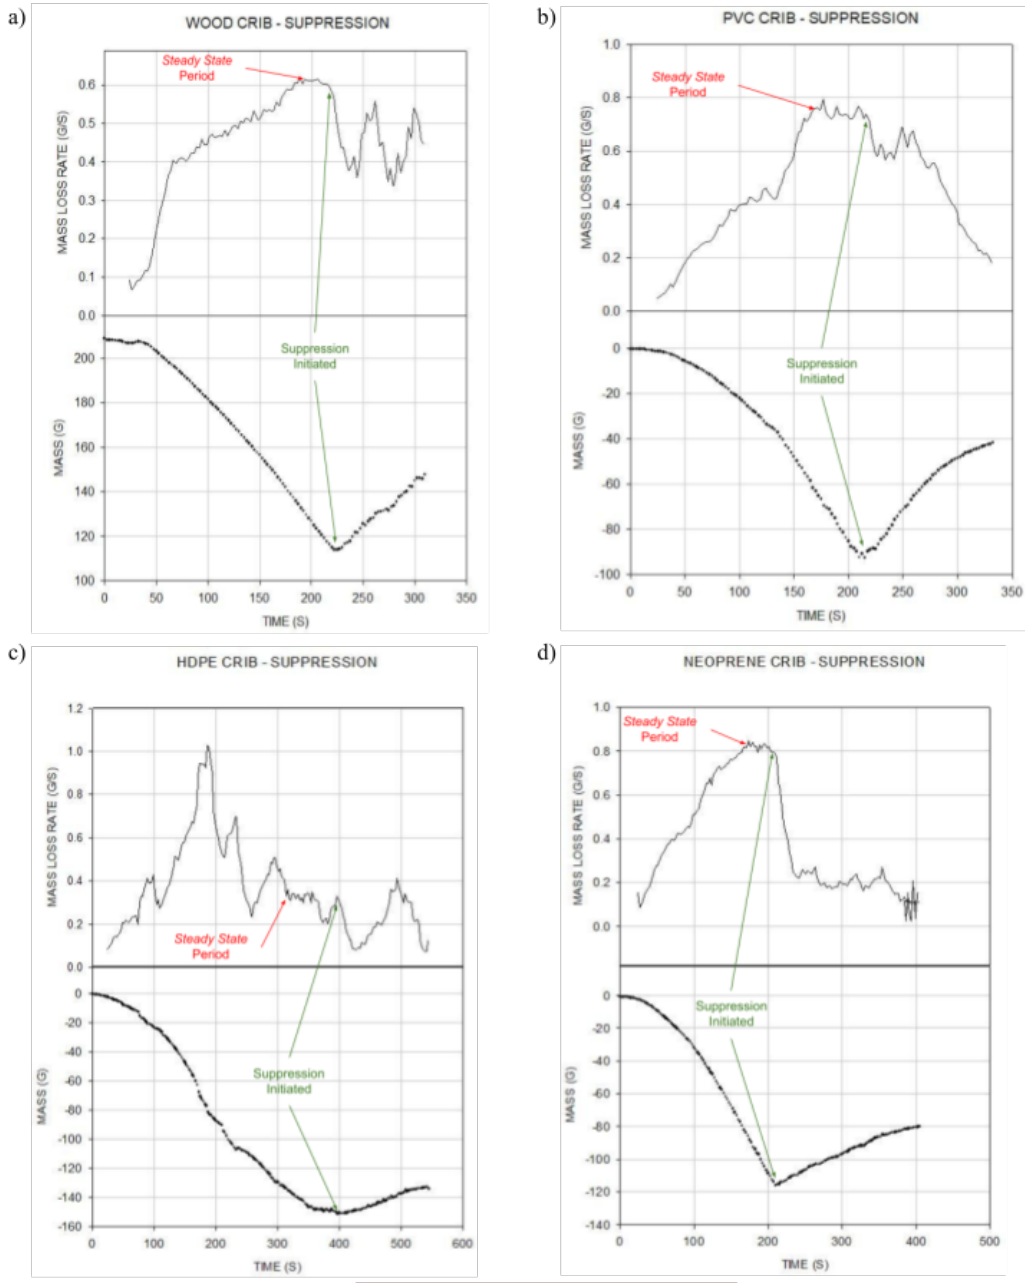 a)
WOOD CRIB - SUPPRESSION
Steady State
Period
MASS LOSS RATE (G/S)
0.6
0.5
0.4
0.3
0.2
0.1
0.0
Suppression
Initiated
MASS (G)
200
180
160
140
120
100
0 50 100 150 200 250 300 350
TIME (S)
b)
PVC CRIB - SUPPRESSION
Steady State
Period
MASS LOSS RATE (G/S)
1.0
0.8
0.6
0.4
0.2
0.0
Suppression
Initiated
MASS (G)
0
-20
-40
-60
-80
-100
0 50 100 150 200 250 300 350
TIME (S)
c)
HDPE CRIB - SUPPRESSION
MASS LOSS RATE (G/S)
1.2
1.0
0.8
0.6
0.4
0.2
0.0
Steady State
Period
Suppression
Initiated
MASS (G)
0
-20
-40
-60
-80
-100
-120
-140
-160
0 100 200 300 400 500 600
TIME (S)
d)
NEOPRENE CRIB - SUPPRESSION
Steady State
Period
MASS LOSS RATE (G/S)
1.0
0.8
0.6
0.4
0.2
0.0
Suppression
Initiated
MASS (G)
0
-20
-40
-60
-80
-100
-120
-140
0 100 200 300 400 500
TIME (S)